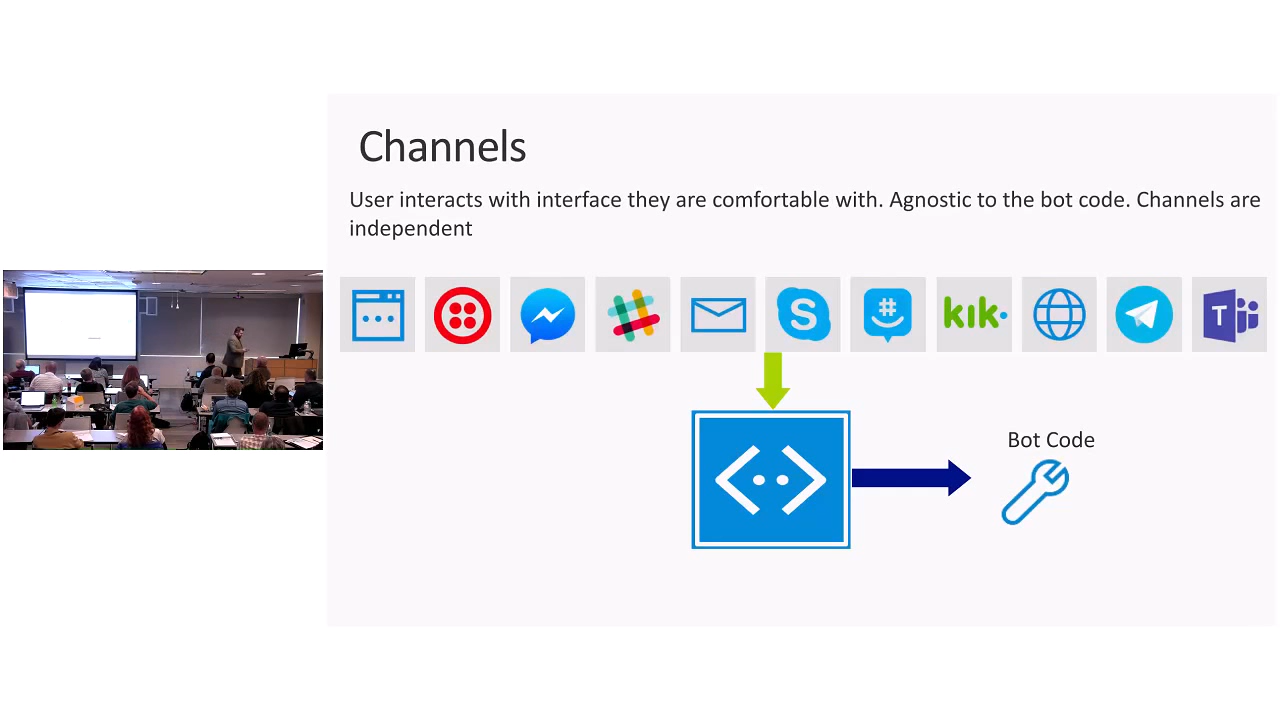 Channels
User interacts with interface they are comfortable with. Agnostic to the bot code. Channels are
independent
kik.
T
Bot Code